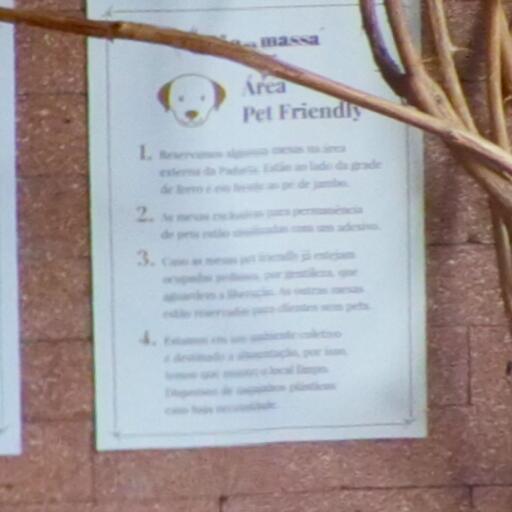 massa
Área
Pet Friendly
1. Reservamos algumas mesas na área
externa da Padaria. Estão ao lado da grade
de ferro e em frente ao pé de jambo.
2. As mesas exclusivas para permanência
de pets estão sinalizadas com um adesivo.
3. Caso as mesas pet friendly já estejam
ocupadas pedimos, por gentileza, que
aguardem a liberação. As outras mesas
estão reservadas para clientes sem pets.
4. Estamos em um ambiente coletivo
e destinado a alimentação, por isso,
temos que manter o local limpo.
Dispomos de saquinhos plásticos
caso haja necessidade.